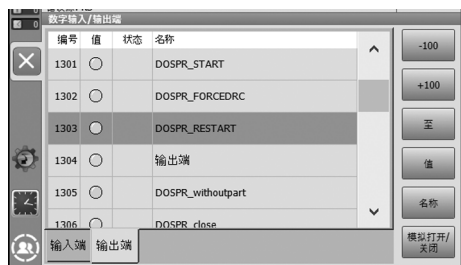 0
数字输入/输出端
0
编号 值 状态 名称
1301 DOSPR_START
1302 DOSPR_FORCEDRC
1303 DOSPR_RESTART
1304 输出端
1305 DOSPR_withoutpart
1306 DOSPR_close
输入端 输出端
-100
+100
至
值
名称
模拟打开/
关闭